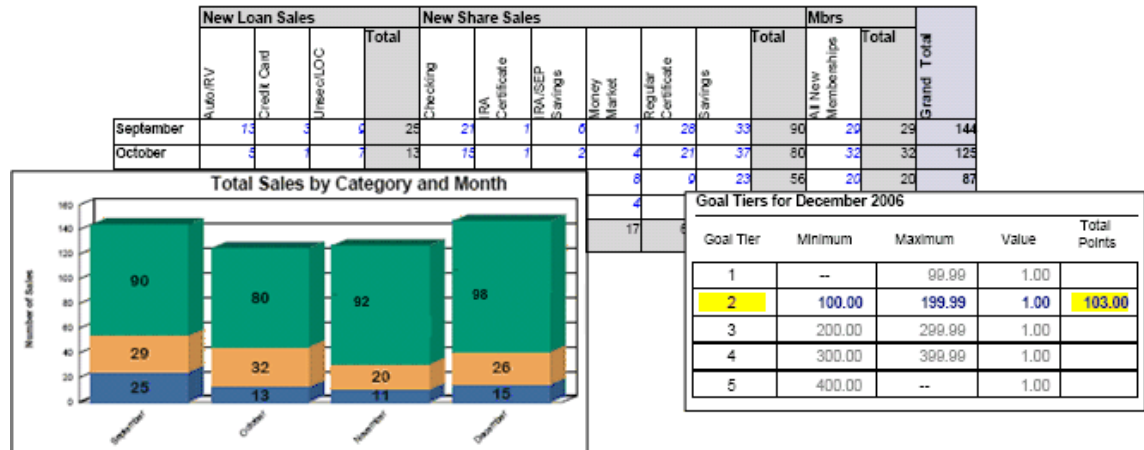 New Loan Sales New Share Sales Mbrs
Auto/RV Credit Card Unsec/LOC Total Checking IRA Certificate IRA/SEP Savings Money Market Regular Certificate Savings Total All New Memberships Total Grand Total
September 13 3 9 25 21 1 6 1 28 33 90 29 29 144
October 5 1 7 13 15 1 2 4 21 37 80 32 32 125
8 9 23 56 20 20 87
4
17
Total Sales by Category and Month
Number of Sales
160
140
120
100
80
60
40
20
0
90 80 92 98
29 32 20 26
25 13 11 15
September October November December
Goal Tiers for December 2006
Goal Tier Minimum Maximum Value Total Points
1 -- 99.99 1.00
2 100.00 199.99 1.00 103.00
3 200.00 299.99 1.00
4 300.00 399.99 1.00
5 400.00 -- 1.00